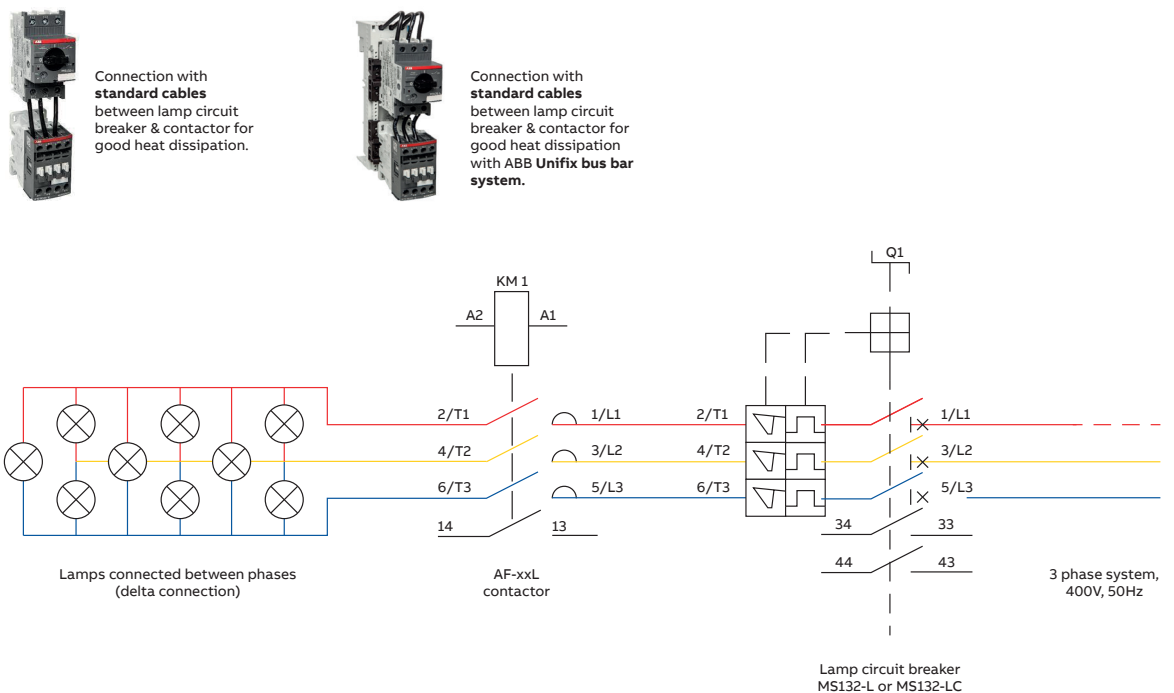 Connection with
standard cables
between lamp circuit
breaker & contactor for
good heat dissipation.
Connection with
standard cables
between lamp circuit
breaker & contactor for
good heat dissipation
with ABB Unifix bus bar
system.
Q1
KM 1
A2 A1
2/T1 1/L1 2/T1 1/L1
4/T2 3/L2 4/T2 3/L2
6/T3 5/L3 6/T3 5/L3
14 13 34 33
44 43
Lamps connected between phases
(delta connection)
AF-xxL
contactor
3 phase system,
400V, 50Hz
Lamp circuit breaker
MS132-L or MS132-LC